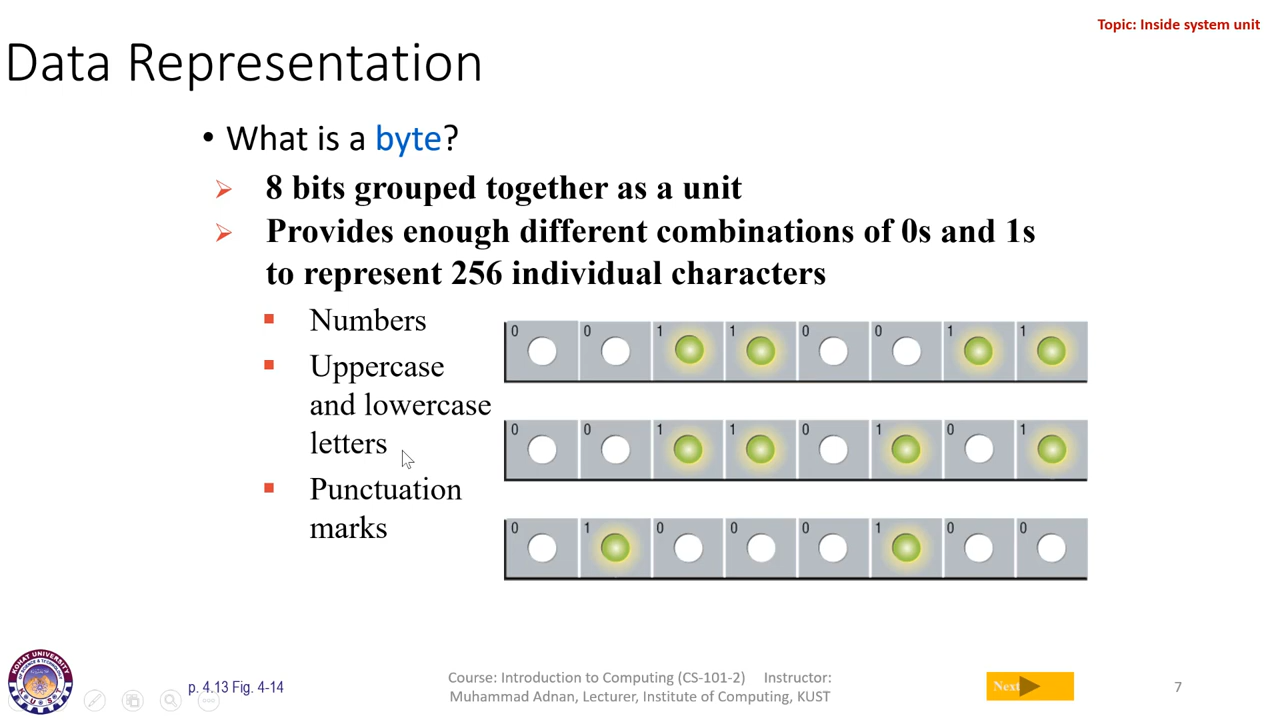 Topic: Inside system unit
Data Representation
• What is a byte?
➢ 8 bits grouped together as a unit
➢ Provides enough different combinations of 0s and 1s
to represent 256 individual characters
▪ Numbers
▪ Uppercase
and lowercase
letters
▪ Punctuation
marks
0 0 1 1 0 0 1 1
0 0 1 1 0 1 0 1
0 1 0 0 0 1 0 0
KOHAT UNIVERSITY
p. 4.13 Fig. 4-14
Course: Introduction to Computing (CS-101-2) Instructor:
Muhammad Adnan, Lecturer, Institute of Computing, KUST
Next
7